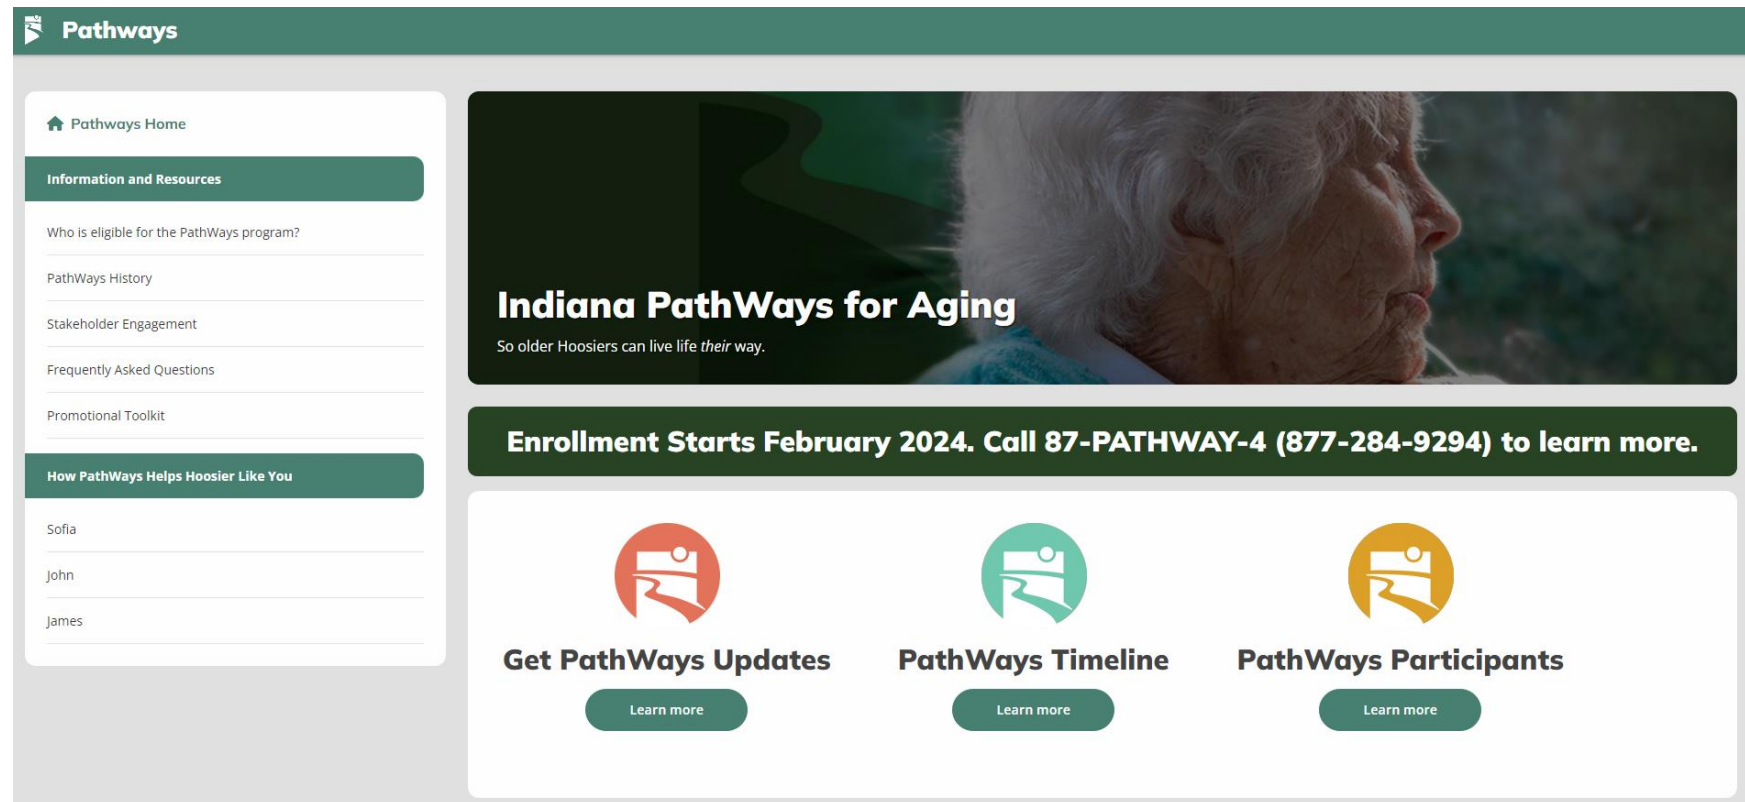 Pathways
Pathways Home
Information and Resources
Who is eligible for the PathWays program?
PathWays History
Stakeholder Engagement
Frequently Asked Questions
Promotional Toolkit
How PathWays Helps Hoosier Like You
Sofia
John
James
Indiana PathWays for Aging
So older Hoosiers can live life their way.
Enrollment Starts February 2024. Call 87-PATHWAY-4 (877-284-9294) to learn more.
Get PathWays Updates
Learn more
PathWays Timeline
Learn more
PathWays Participants
Learn more